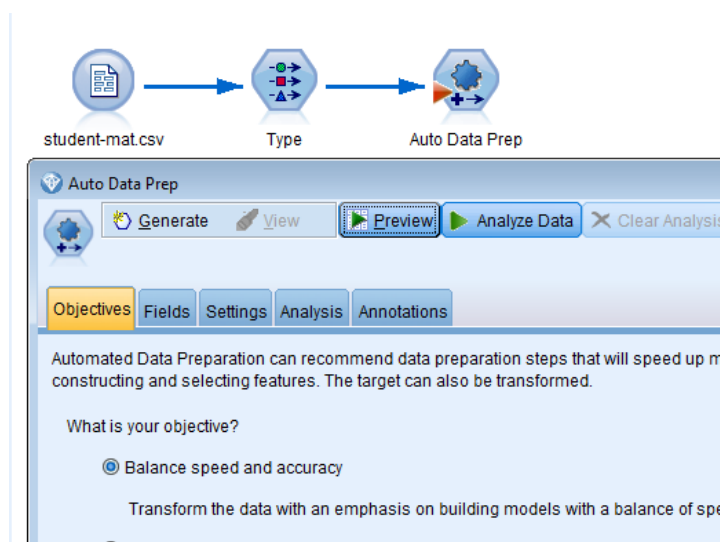 student-mat.csv Type Auto Data Prep
Auto Data Prep
Generate View Preview Analyze Data Clear Analysis
Objectives Fields Settings Analysis Annotations
Automated Data Preparation can recommend data preparation steps that will speed up
constructing and selecting features. The target can also be transformed.
What is your objective?
Balance speed and accuracy
Transform the data with an emphasis on building models with a balance of